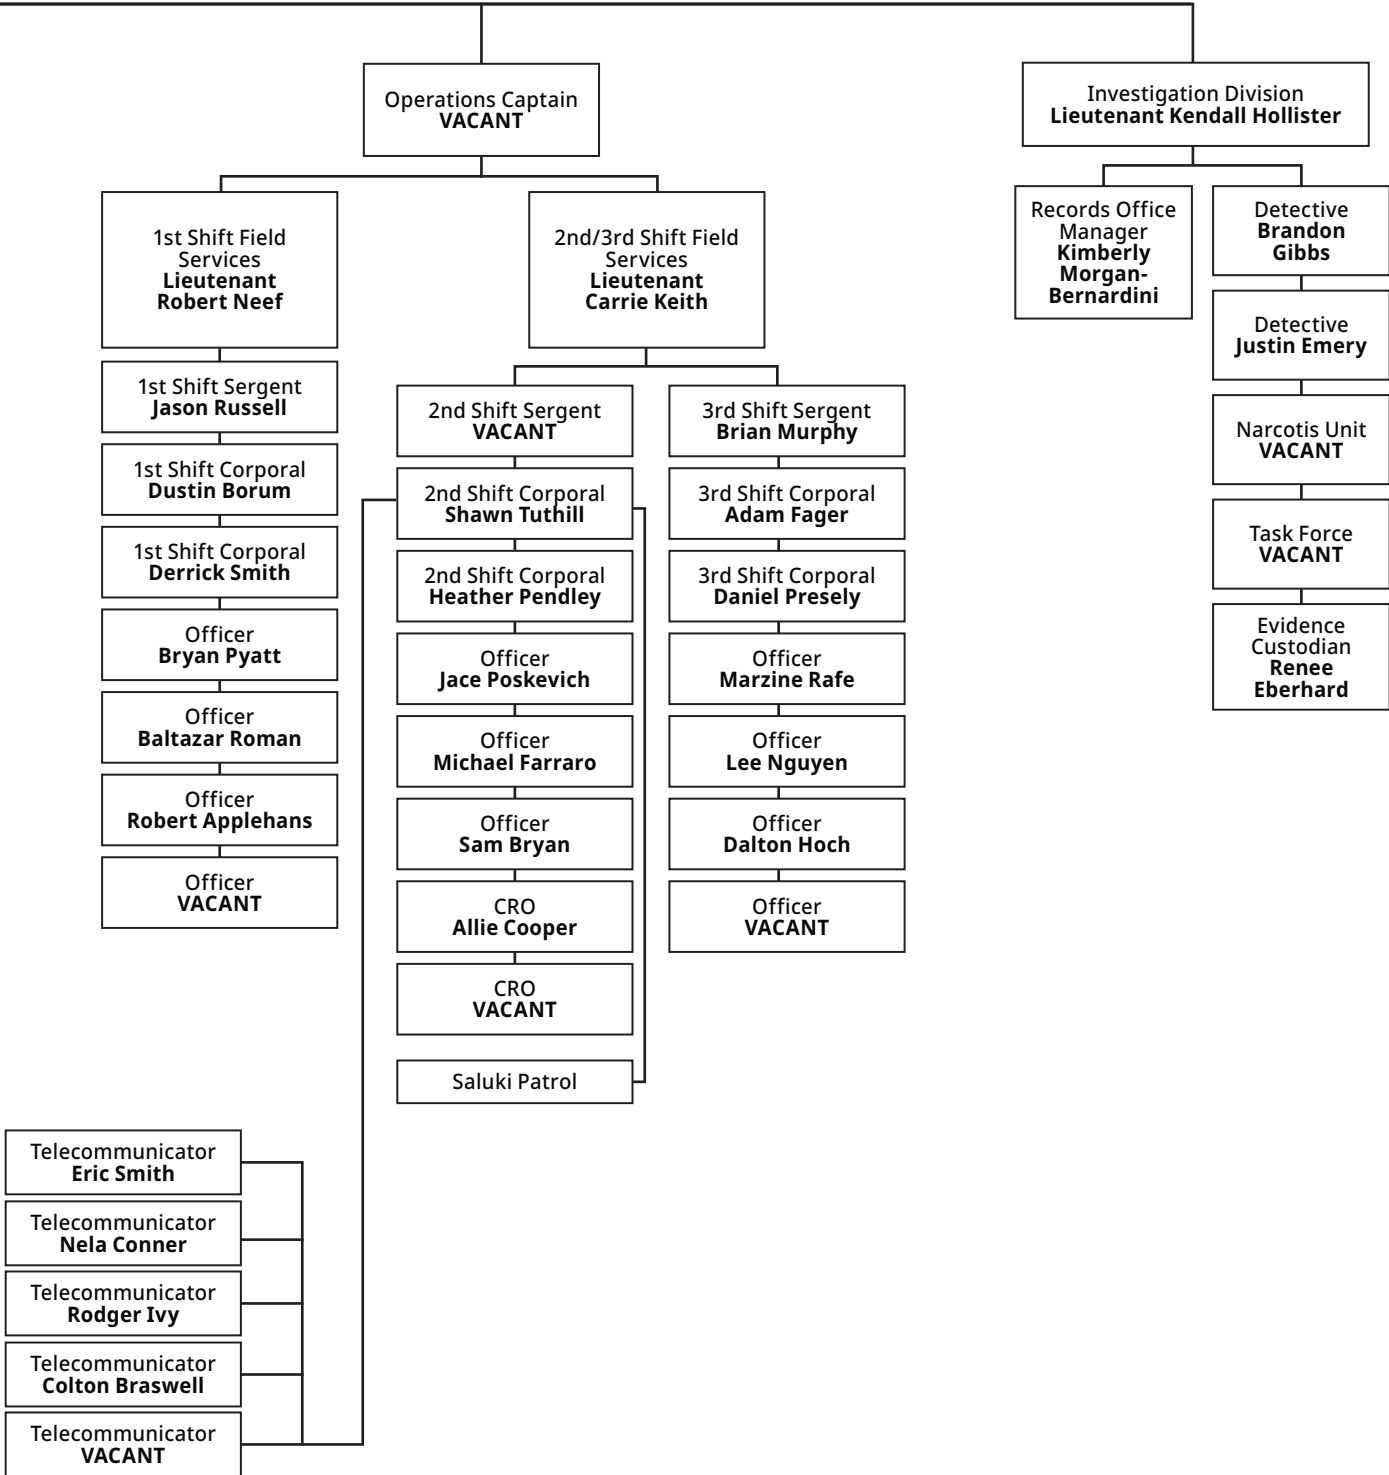 Operations Captain
VACANT
Investigation Division
Lieutenant Kendall Hollister
1st Shift Field
Services
Lieutenant
Robert Neef
2nd/3rd Shift Field
Services
Lieutenant
Carrie Keith
Records Office
Manager
Kimberly
Morgan-
Bernardini
Detective
Brandon
Gibbs
Detective
Justin Emery
Narcotis Unit
VACANT
Task Force
VACANT
Evidence
Custodian
Renee
Eberhard
1st Shift Sergent
Jason Russell
1st Shift Corporal
Dustin Borum
1st Shift Corporal
Derrick Smith
Officer
Bryan Pyatt
Officer
Baltazar Roman
Officer
Robert Applehans
Officer
VACANT
2nd Shift Sergent
VACANT
2nd Shift Corporal
Shawn Tuthill
2nd Shift Corporal
Heather Pendley
Officer
Jace Poskevich
Officer
Michael Farraro
Officer
Sam Bryan
CRO
Allie Cooper
CRO
VACANT
Saluki Patrol
3rd Shift Sergent
Brian Murphy
3rd Shift Corporal
Adam Fager
3rd Shift Corporal
Daniel Presely
Officer
Marzine Rafe
Officer
Lee Nguyen
Officer
Dalton Hoch
Officer
VACANT
Telecommunicator
Eric Smith
Telecommunicator
Nela Conner
Telecommunicator
Rodger Ivy
Telecommunicator
Colton Braswell
Telecommunicator
VACANT